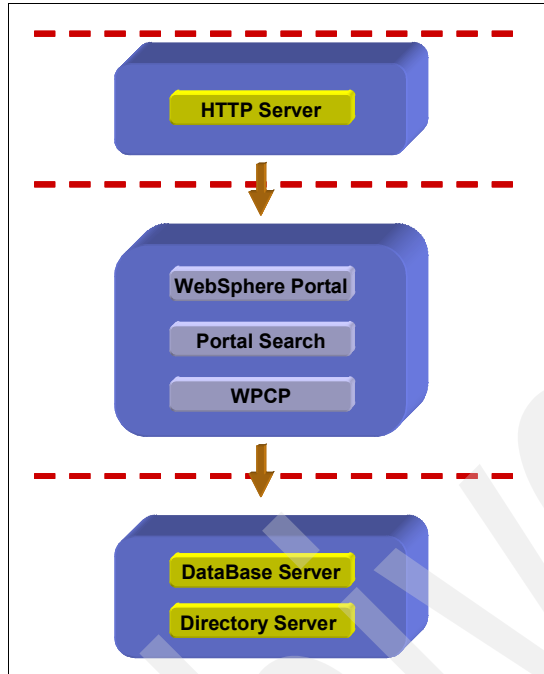 HTTP Server
WebSphere Portal
Portal Search
WPCP
DataBase Server
Directory Server